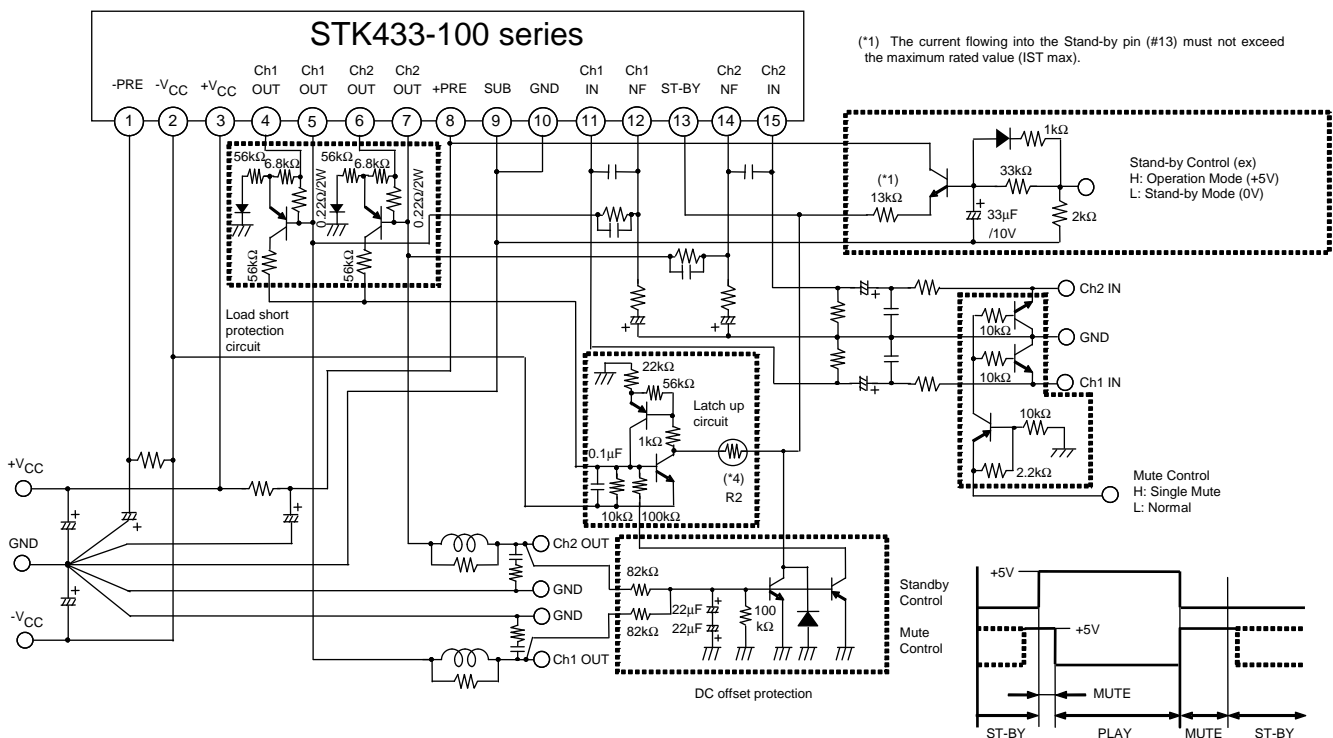 STK433-100 series
(*1) The current flowing into the Stand-by pin (#13) must not exceed
the maximum rated value (IST max).
-PRE
-VCC
+VCC
Ch1
OUT
Ch1
OUT
Ch2
OUT
Ch2
OUT
+PRE
SUB
GND
Ch1
IN
Ch1
NF
ST-BY
Ch2
NF
Ch2
IN
1
2
3
4
5
6
7
8
9
10
11
12
13
14
15
56kΩ
6.8kΩ
0.22Ω/2W
56kΩ
56kΩ
6.8kΩ
0.22Ω/2W
56kΩ
Load short
protection
circuit
(*1)
13kΩ
1kΩ
33kΩ
33μF
/10V
2kΩ
Stand-by Control (ex)
H: Operation Mode (+5V)
L: Stand-by Mode (0V)
+
+
+
+
+
Ch2 IN
10kΩ
GND
10kΩ
Ch1 IN
10kΩ
2.2kΩ
Mute Control
H: Single Mute
L: Normal
22kΩ
56kΩ
Latch up
circuit
1kΩ
0.1μF
(*4)
R2
10kΩ
100kΩ
+VCC
GND
-VCC
+
+
+
+
Ch2 OUT
GND
GND
Ch1 OUT
82kΩ
82kΩ
22μF
22μF
+
+
100
kΩ
DC offset protection
Standby
Control
Mute
Control
+5V
+5V
MUTE
ST-BY
PLAY
MUTE
ST-BY